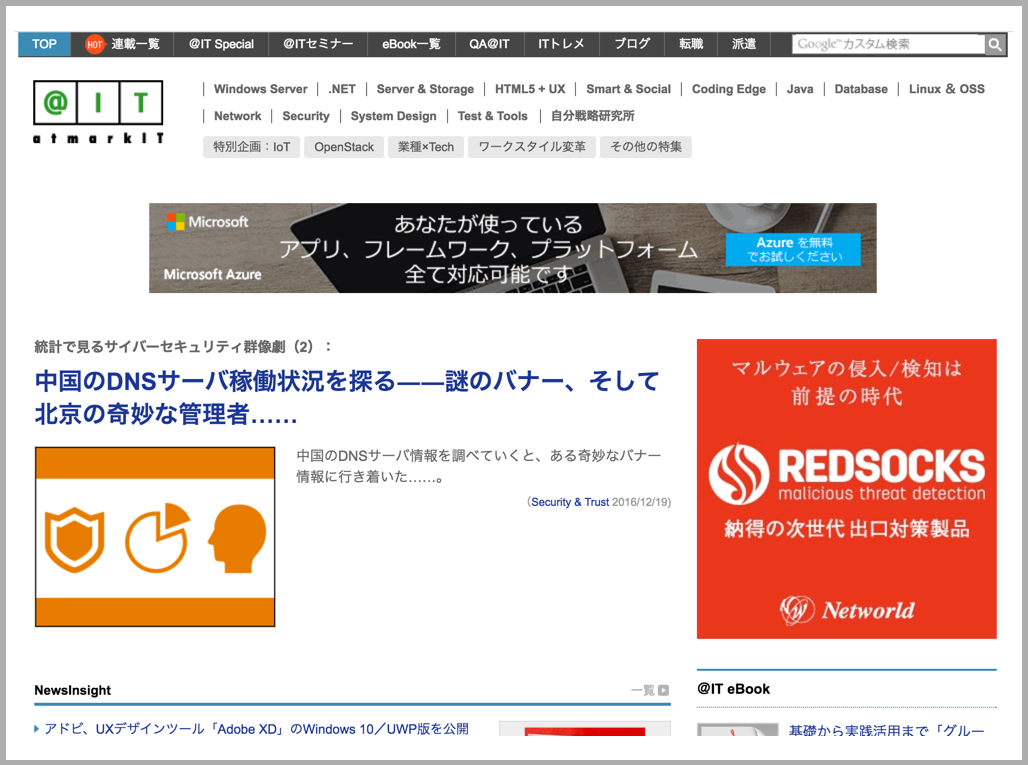 TOP HOT 連載一覧 @IT Special @ITセミナー eBook一覧 QA@IT ITトレメ ブログ 転職 派遣 Google™カスタム検索
@IT
atmarkIT
Windows Server | .NET | Server & Storage | HTML5 + UX | Smart & Social | Coding Edge | Java | Database | Linux & OSS
Network | Security | System Design | Test & Tools | 自分戦略研究所
特別企画：IoT OpenStack 業種×Tech ワークスタイル変革 その他の特集
Microsoft
Microsoft Azure
あなたが使っている
アプリ、フレームワーク、プラットフォーム
全て対応可能です
Azure を無料
でお試しください
統計で見るサイバーセキュリティ群像劇（2）：
中国のDNSサーバ稼働状況を探る――謎のバナー、そして
北京の奇妙な管理者……
中国のDNSサーバ情報を調べていくと、ある奇妙なバナー
情報に行き着いた……。
（Security & Trust 2016/12/19）
マルウェアの侵入/検知は
前提の時代
REDSOCKS
malicious threat detection
納得の次世代 出口対策製品
Networld
NewsInsight 一覧
アドビ、UXデザインツール「Adobe XD」のWindows 10／UWP版を公開
@IT eBook
基礎から実践活用まで「グルー